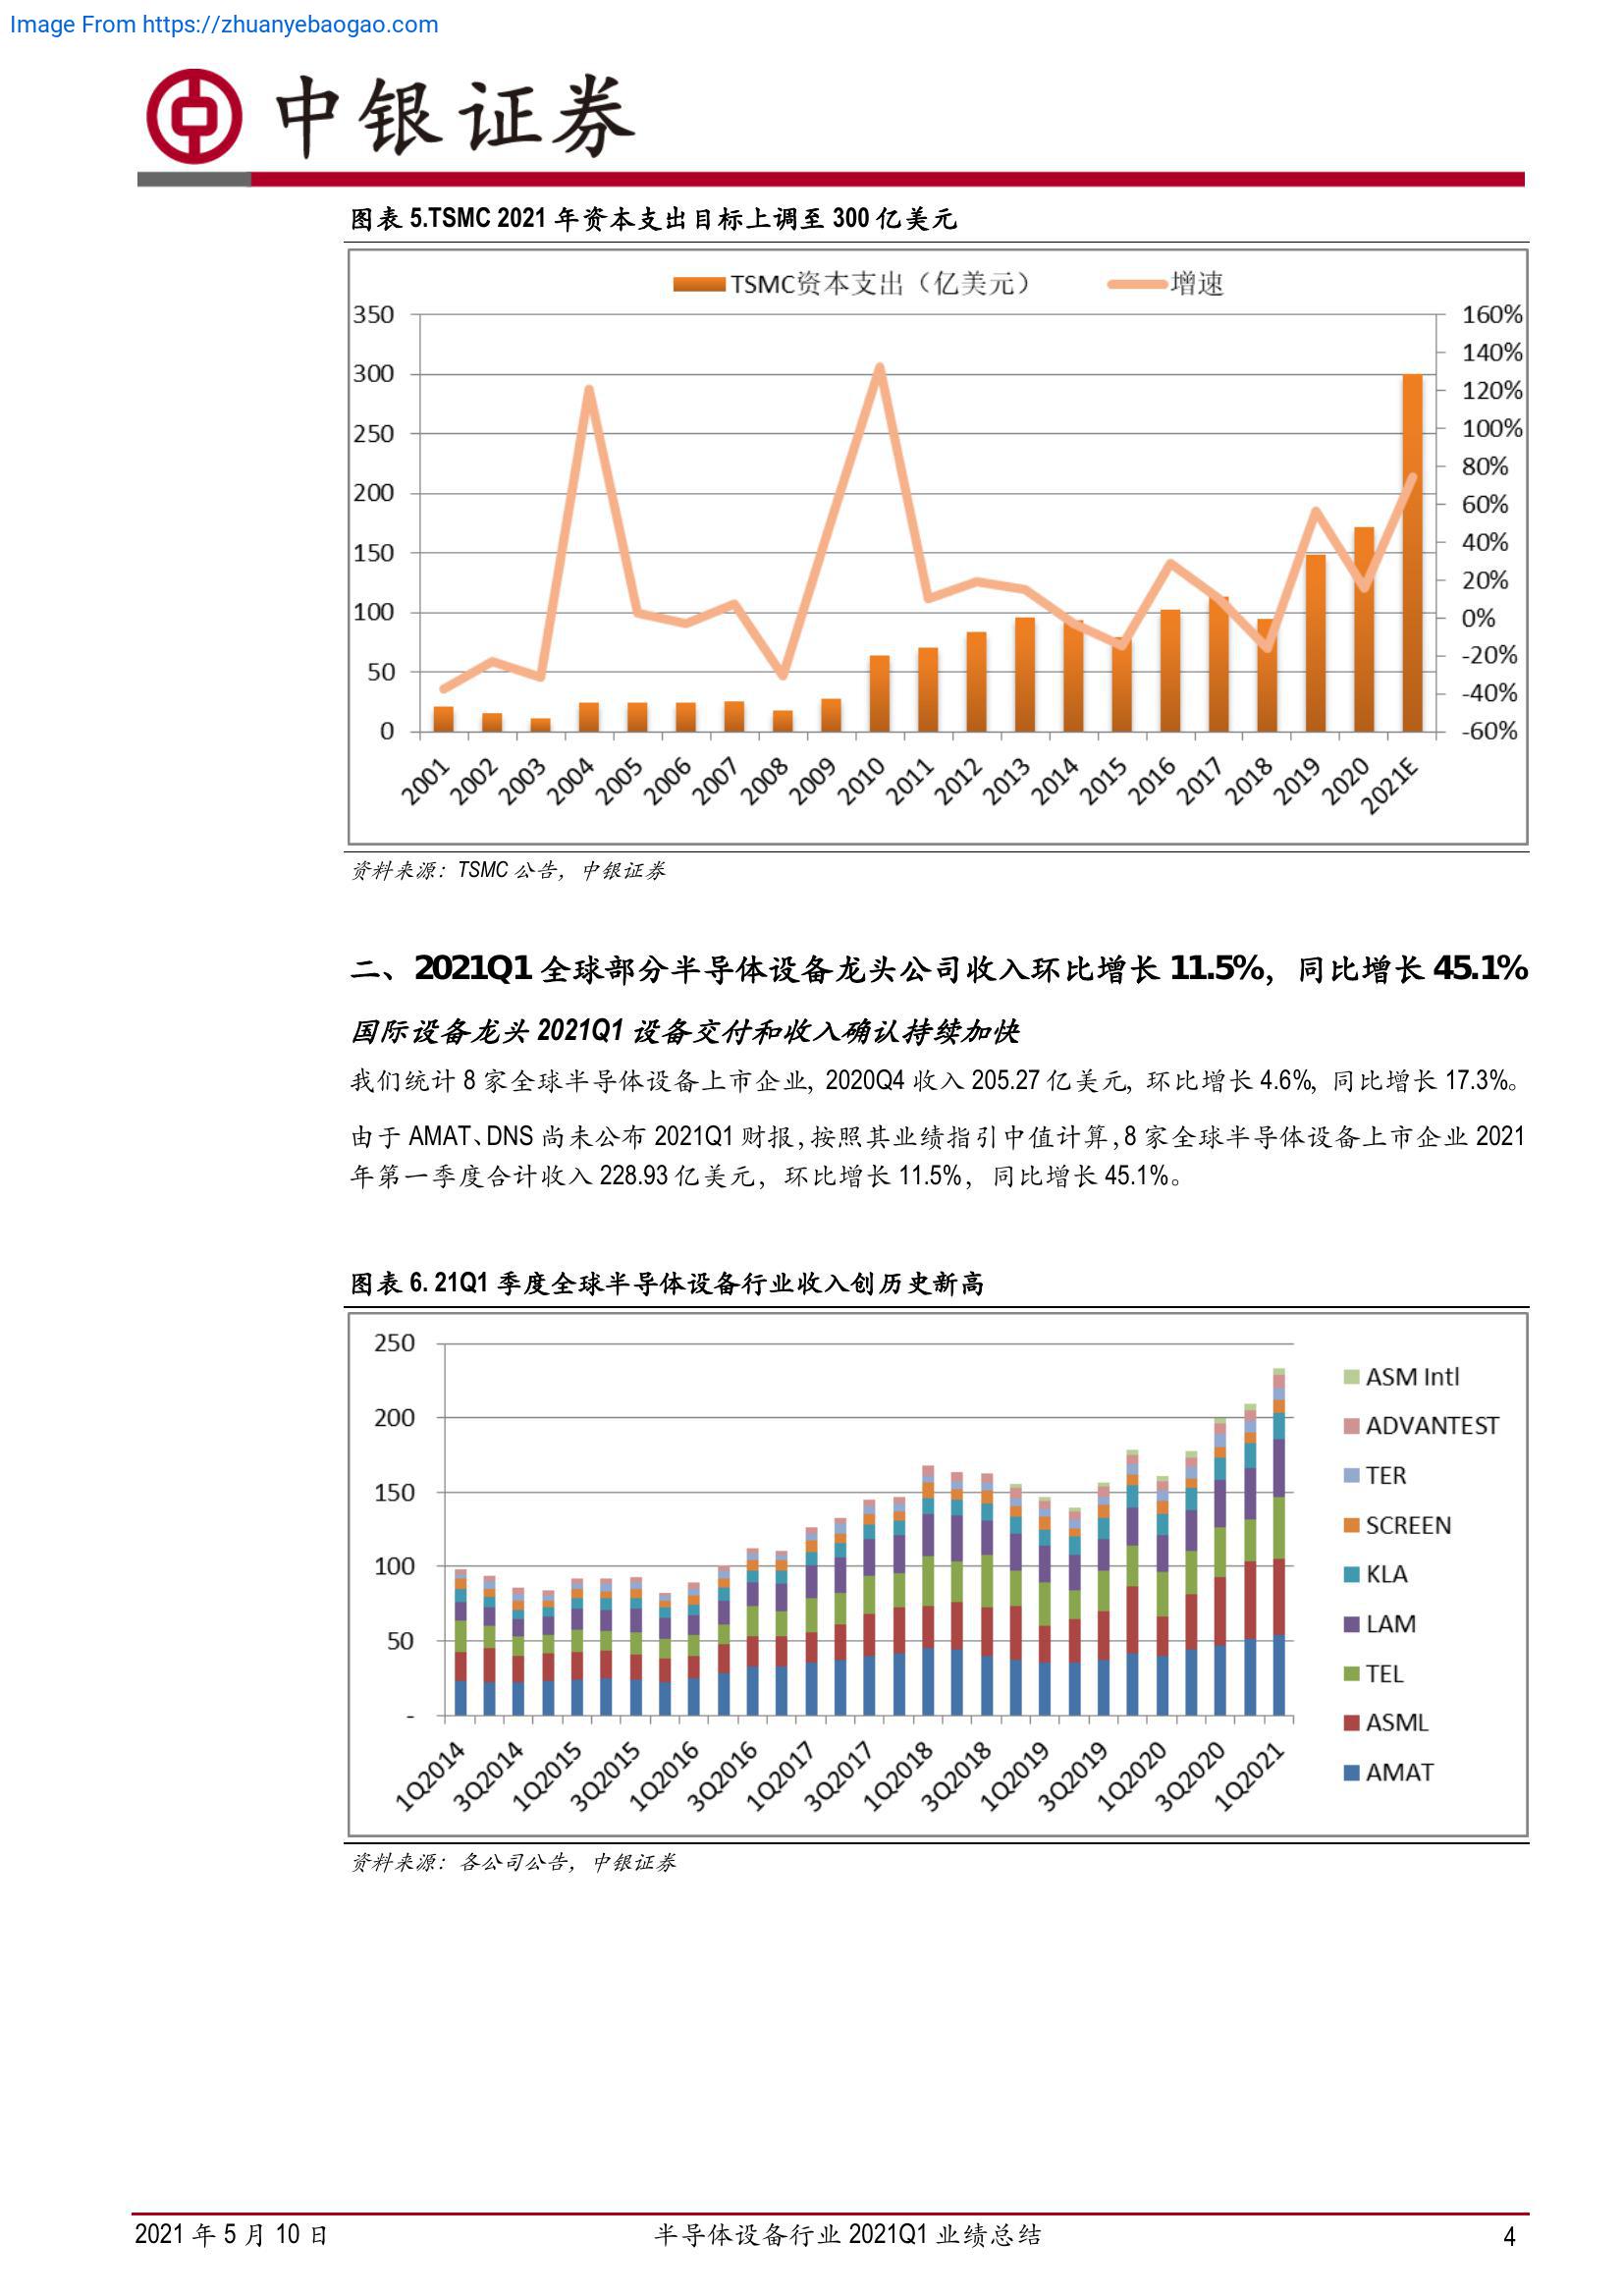 Image From https://zhuanyebaogao.com
中银证券
图表 5.TSMC 2021 年资本支出目标上调至 300 亿美元
TSMC资本支出（亿美元） 增速
350 160%
300 140%
250 120%
200 100%
150 80%
100 60%
50 40%
0 20%
0%
-20%
-40%
-60%
2001 2002 2003 2004 2005 2006 2007 2008 2009 2010 2011 2012 2013 2014 2015 2016 2017 2018 2019 2020 2021E
资料来源：TSMC 公告，中银证券
二、2021Q1 全球部分半导体设备龙头公司收入环比增长 11.5%，同比增长 45.1%
国际设备龙头 2021Q1 设备交付和收入确认持续加快
我们统计 8 家全球半导体设备上市企业，2020Q4 收入 205.27 亿美元，环比增长 4.6%，同比增长 17.3%。
由于 AMAT、DNS 尚未公布 2021Q1 财报，按照其业绩指引中值计算，8 家全球半导体设备上市企业 2021
年第一季度合计收入 228.93 亿美元，环比增长 11.5%，同比增长 45.1%。
图表 6. 21Q1 季度全球半导体设备行业收入创历史新高
250
200
150
100
50
-
1Q2014 3Q2014 1Q2015 3Q2015 1Q2016 3Q2016 1Q2017 3Q2017 1Q2018 3Q2018 1Q2019 3Q2019 1Q2020 3Q2020 1Q2021
ASM Intl
ADVANTEST
TER
SCREEN
KLA
LAM
TEL
ASML
AMAT
资料来源：各公司公告，中银证券
2021 年 5 月 10 日 半导体设备行业 2021Q1 业绩总结 4